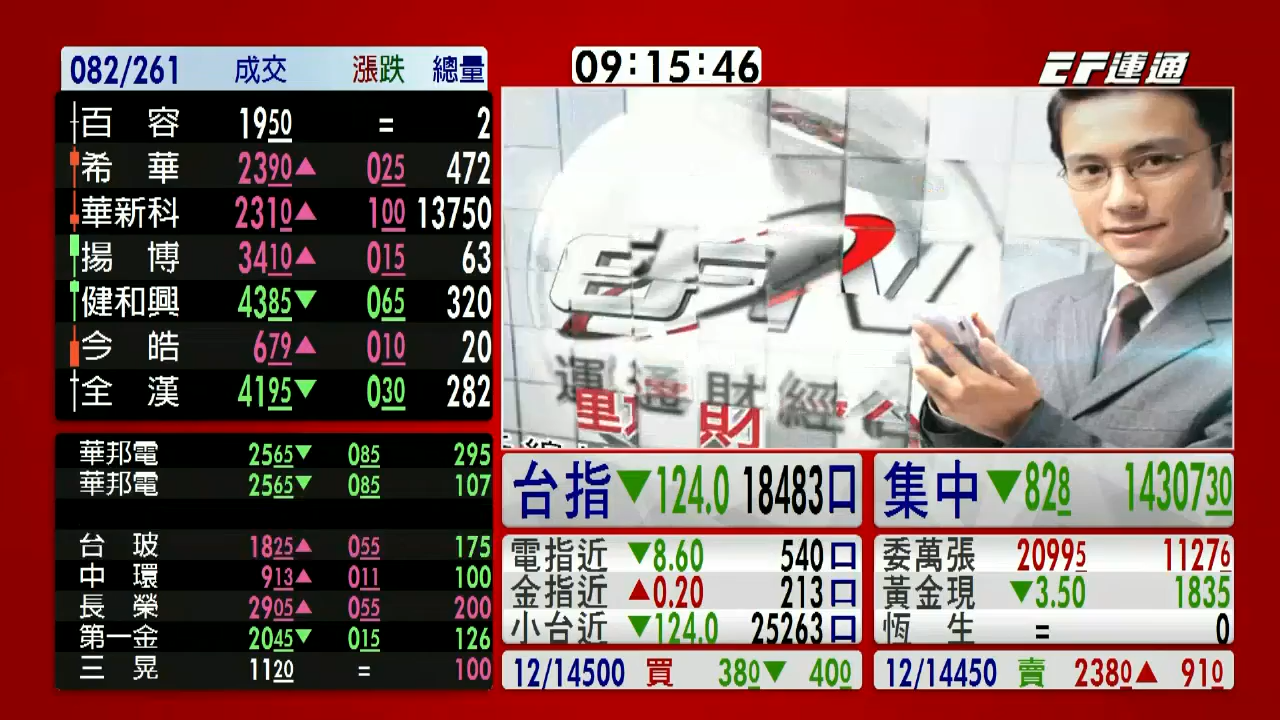 082/261 成交 漲跌 總量
09:15:46
EF運通
百容 1950 = 2
希華 2390▲ 025 472
華新科 2310▲ 100 13750
揚博 3410▲ 015 63
健和興 4385▼ 065 320
今皓 679▲ 010 20
全漢 4195▼ 030 282
運通財經台
華邦電 2565▼ 085 295
華邦電 2565▼ 085 107
台玻 1825▲ 055 175
中環 913▲ 011 100
長榮 2905▲ 055 200
第一金 2045▼ 015 126
三晃 1120 = 100
台指▼124.0 18483口
電指近 ▼8.60 540口
金指近 ▲0.20 213口
小台近 ▼124.0 25263口
12/14500 買 380▼ 400
集中▼828 1430730
委萬張 20995 11276
黃金現 ▼3.50 1835
恆生 = 0
12/14450 賣 2380▲ 910